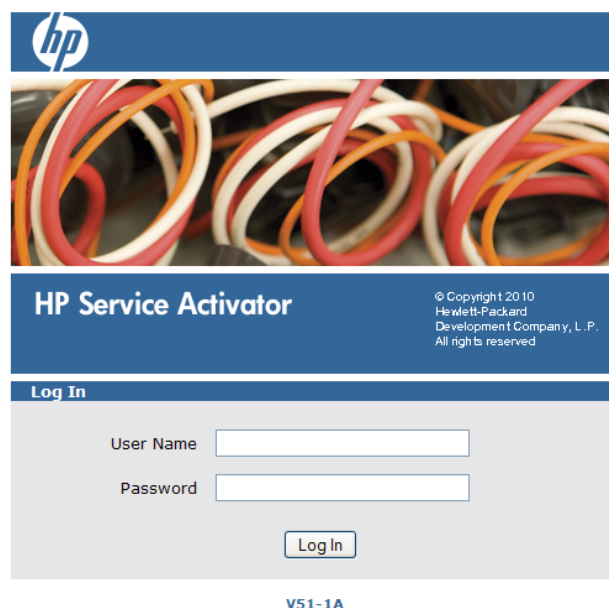 hp
HP Service Activator
© Copyright 2010
Hewlett-Packard
Development Company, L.P.
All rights reserved
Log In
User Name
Password
Log In
V51-1A